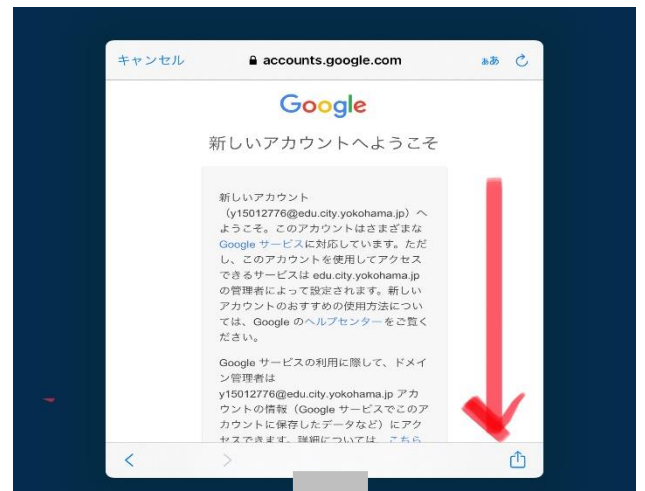 キャンセル accounts.google.com ぁあ
Google
新しいアカウントへようこそ
新しいアカウント
（y15012776@edu.city.yokohama.jp）へ
ようこそ。このアカウントはさまざまな
Google サービスに対応しています。ただ
し、このアカウントを使用してアクセス
できるサービスは edu.city.yokohama.jp
の管理者によって設定されます。新しい
アカウントのおすすめの使用方法につい
ては、Google のヘルプセンターをご覧く
ださい。
Google サービスの利用に際して、ドメイ
ン管理者は
y15012776@edu.city.yokohama.jp アカ
ウントの情報（Google サービスでこのア
カウントに保存したデータなど）にアク
セスできます。詳細については、こちら